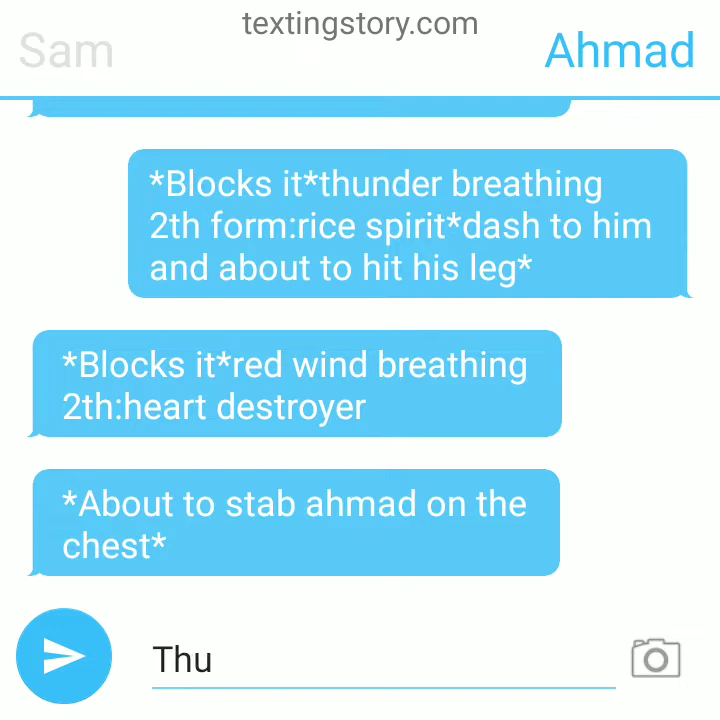 textingstory.com
Sam
Ahmad
*Blocks it*thunder breathing
2th form:rice spirit*dash to him
and about to hit his leg*
*Blocks it*red wind breathing
2th:heart destroyer
*About to stab ahmad on the
chest*
Thu